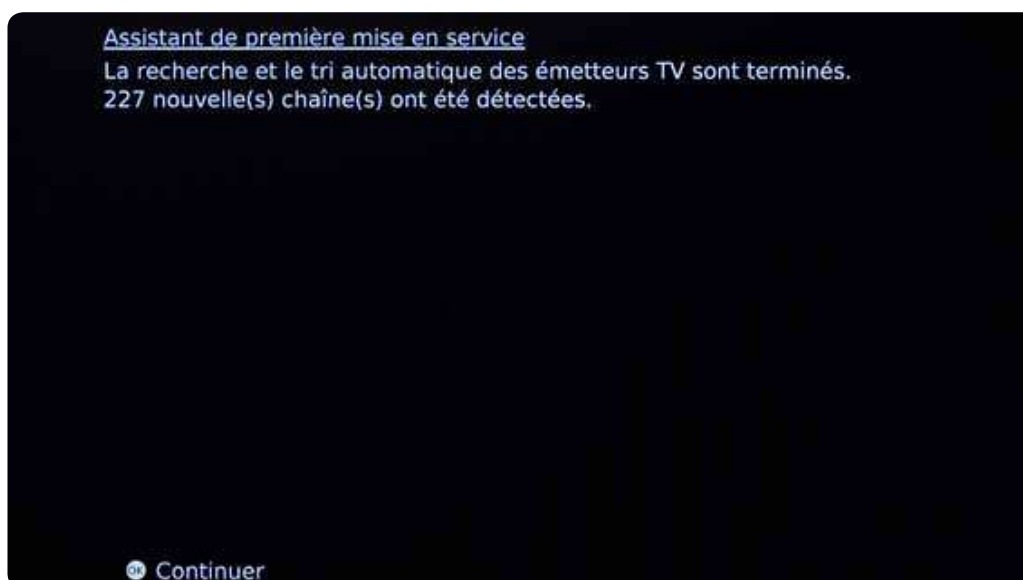 Assistant de première mise en service
La recherche et le tri automatique des émetteurs TV sont terminés.
227 nouvelle(s) chaîne(s) ont été détectées.
OK Continuer